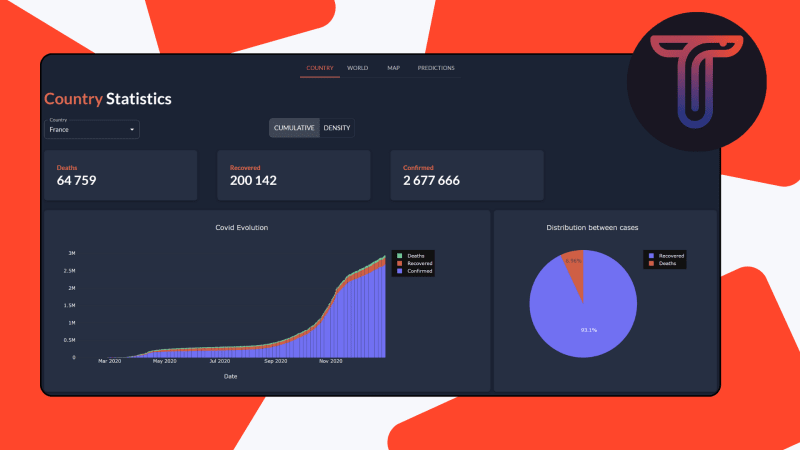 COUNTRY WORLD MAP PREDICTIONS
Country Statistics
Country
France
CUMULATIVE DENSITY
Deaths
64 759
Recovered
200 142
Confirmed
2 677 666
Covid Evolution
3M
2.5M
2M
1.5M
1M
0.5M
0
Mar 2020 May 2020 Jul 2020 Sep 2020 Nov 2020
Date
Deaths
Recovered
Confirmed
Distribution between cases
93.1%
Recovered
Deaths